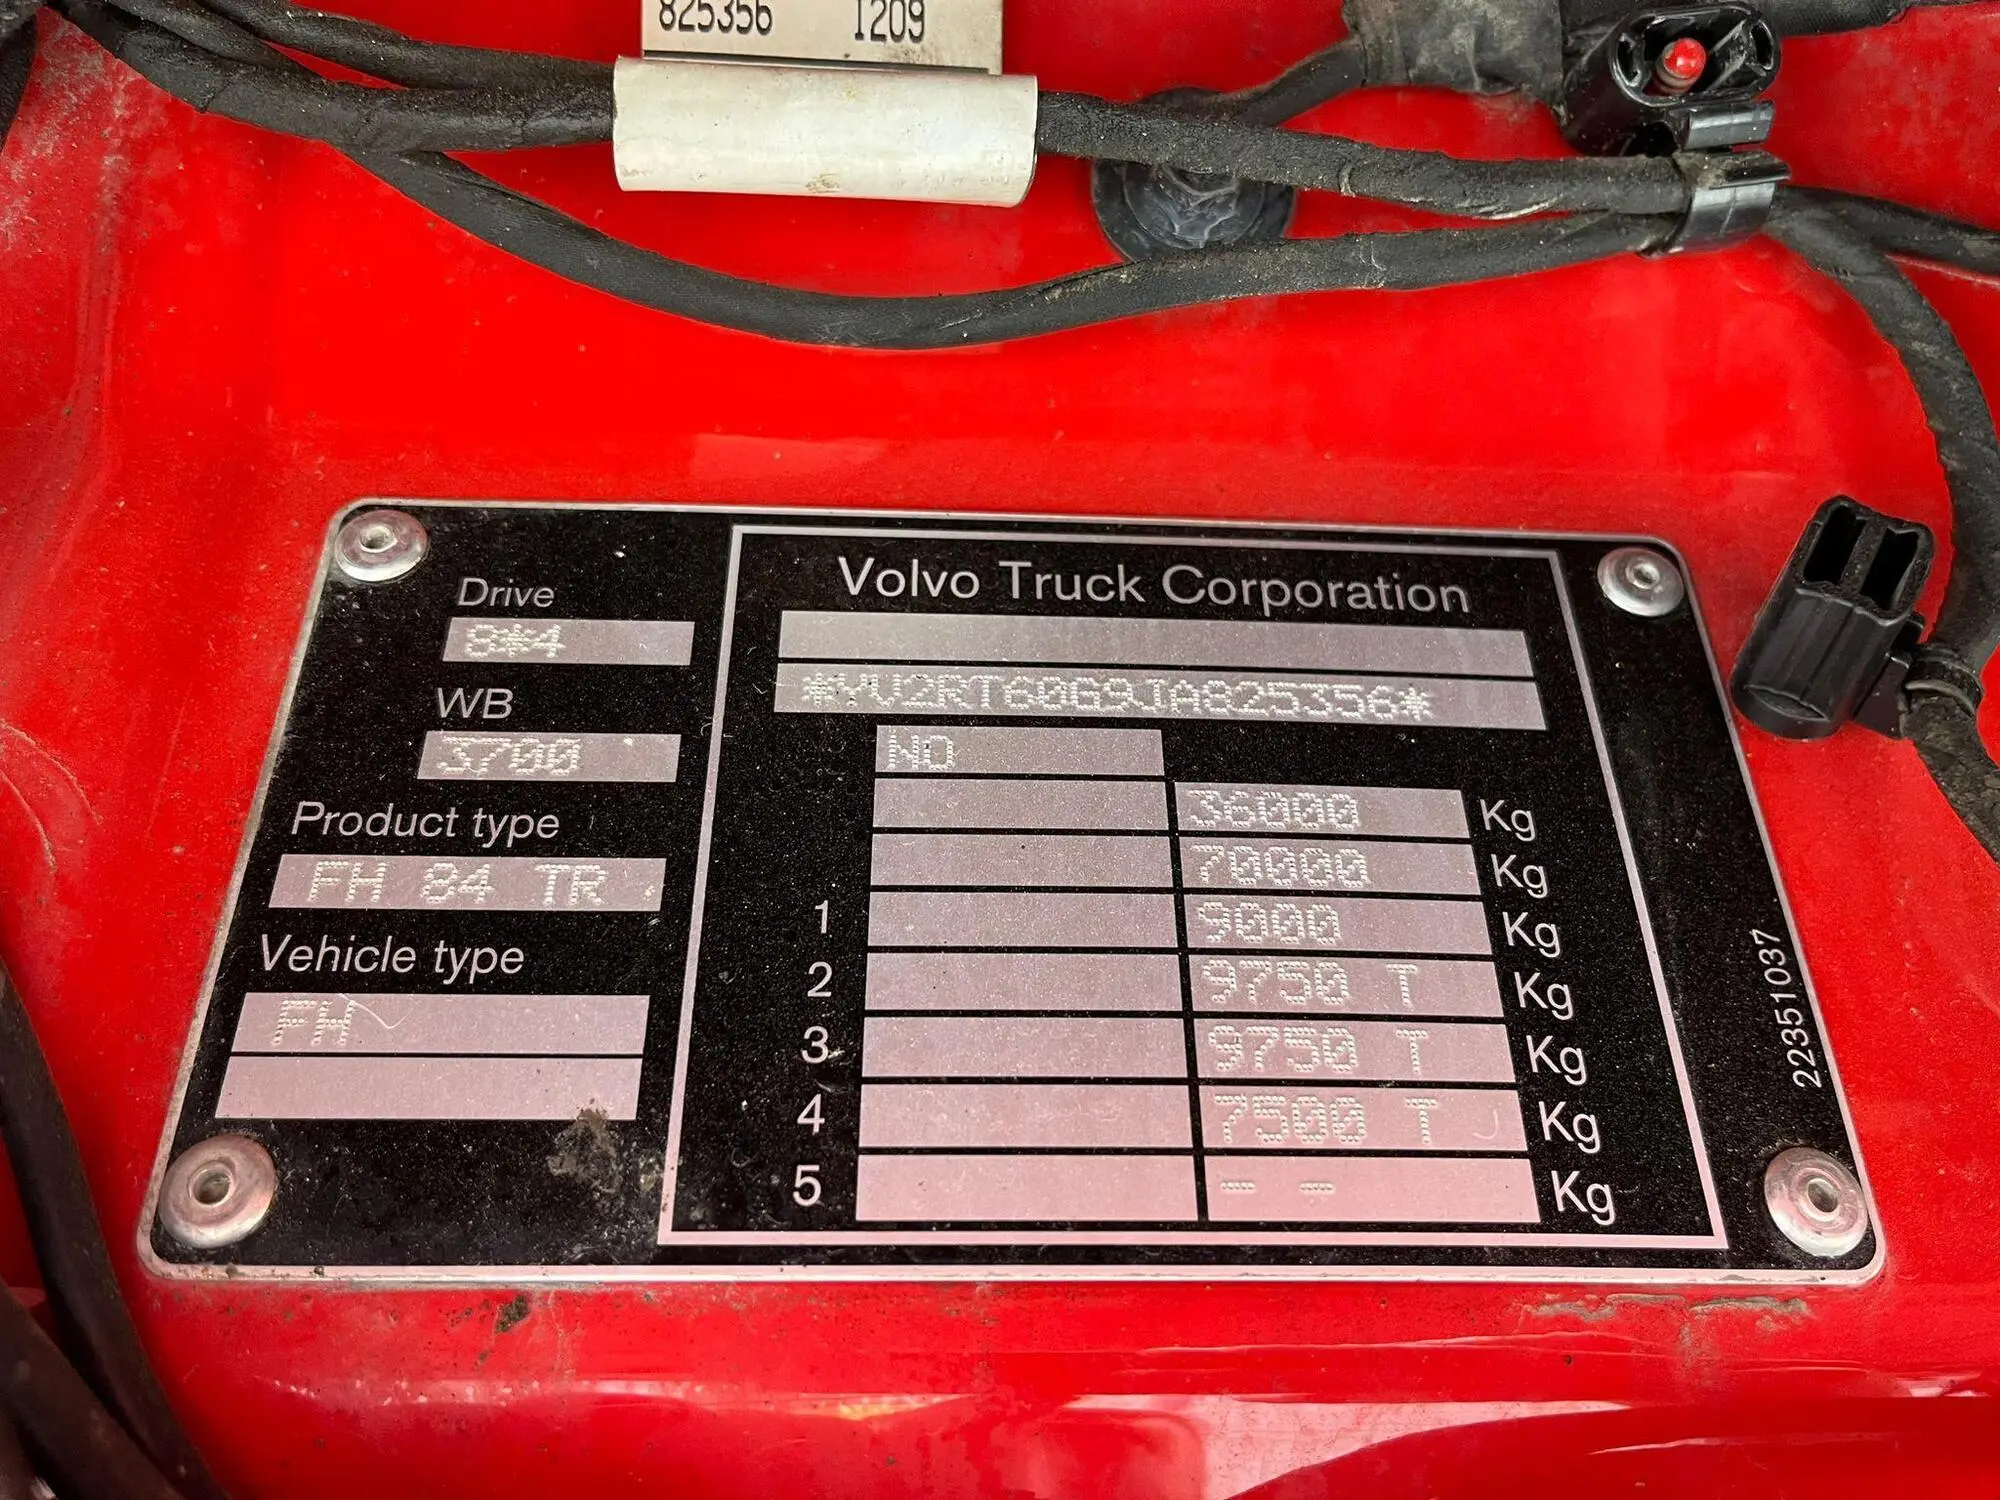 825356 1209
Volvo Truck Corporation
Drive
8*4
*YV2RT60G9JA825356*
WB
3700
NO
Product type
FH 84 TR
Vehicle type
FH
36000 Kg
70000 Kg
1 9000 Kg
2 9750 T Kg
3 9750 T Kg
4 7500 T Kg
5 - - Kg
22351037